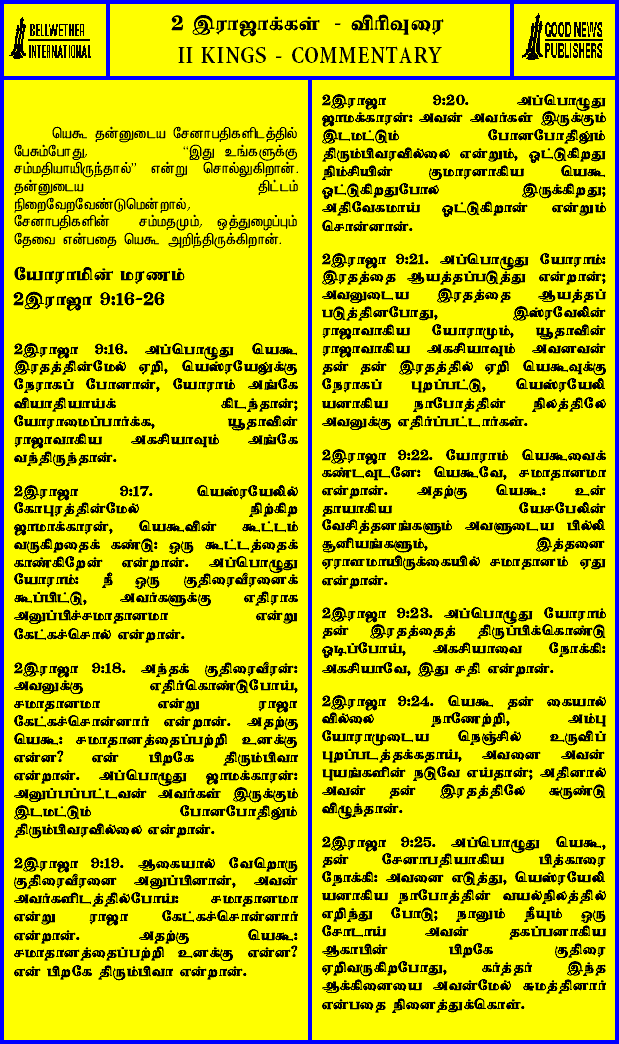 BELLWETHER
INTERNATIONAL
2 இராஜாக்கள் - விரிவுரை
II KINGS - COMMENTARY
GOOD NEWS
PUBLISHERS
யெகூ தன்னுடைய சேனாபதிகளிடத்தில்
பேசும்போது, “இது உங்களுக்கு
சம்மதியாயிருந்தால்” என்று சொல்லுகிறான்.
தன்னுடைய திட்டம்
நிறைவேறவேண்டுமென்றால்,
சேனாபதிகளின் சம்மதமும், ஒத்துழைப்பும்
தேவை என்பதை யெகூ அறிந்திருக்கிறான்.
யோராமின் மரணம்
2இராஜா 9:16-26
2இராஜா 9:16. அப்பொழுது யெகூ
இரதத்தின்மேல் ஏறி, யெஸ்ரயேலுக்கு
நேராகப் போனான், யோராம் அங்கே
வியாதியாய்க் கிடந்தான்;
யோராமைப்பார்க்க, யூதாவின்
ராஜாவாகிய அகசியாவும் அங்கே
வந்திருந்தான்.
2இராஜா 9:17. யெஸ்ரயேலில்
கோபுரத்தின்மேல் நிற்கிற
ஜாமாக்காரன், யெகூவின் கூட்டம்
வருகிறதைக் கண்டு: ஒரு கூட்டத்தைக்
காண்கிறேன் என்றான். அப்பொழுது
யோராம்: நீ ஒரு குதிரைவீரனைக்
கூப்பிட்டு, அவர்களுக்கு எதிராக
அனுப்பிச்சமாதானமா என்று
கேட்கச்சொல் என்றான்.
2இராஜா 9:18. அந்தக் குதிரைவீரன்:
அவனுக்கு எதிர்கொண்டுபோய்,
சமாதானமா என்று ராஜா
கேட்கச்சொன்னார் என்றான். அதற்கு
யெகூ: சமாதானத்தைப்பற்றி உனக்கு
என்ன? என் பிறகே திரும்பிவா
என்றான். அப்பொழுது ஜாமக்காரன்:
அனுப்பப்பட்டவன் அவர்கள் இருக்கும்
இடமட்டும் போனபோதிலும்
திரும்பிவரவில்லை என்றான்.
2இராஜா 9:19. ஆகையால் வேறொரு
குதிரைவீரனை அனுப்பினான், அவன்
அவர்களிடத்தில்போய்: சமாதானமா
என்று ராஜா கேட்கச்சொன்னார்
என்றான். அதற்கு யெகூ:
சமாதானத்தைப்பற்றி உனக்கு என்ன?
என் பிறகே திரும்பிவா என்றான்.
2இராஜா 9:20. அப்பொழுது
ஜாமக்காரன்: அவன் அவர்கள் இருக்கும்
இடமட்டும் போனபோதிலும்
திரும்பிவரவில்லை என்றும், ஓட்டுகிறது
நிம்சியின் குமாரனாகிய யெகூ
ஓட்டுகிறதுபோல் இருக்கிறது;
அதிவேகமாய் ஓட்டுகிறான் என்றும்
சொன்னான்.
2இராஜா 9:21. அப்பொழுது யோராம்:
இரதத்தை ஆயத்தப்படுத்து என்றான்;
அவனுடைய இரதத்தை ஆயத்தப்
படுத்தினபோது, இஸ்ரவேலின்
ராஜாவாகிய யோராமும், யூதாவின்
ராஜாவாகிய அகசியாவும் அவனவன்
தன் தன் இரதத்தில் ஏறி யெகூவுக்கு
நேராகப் புறப்பட்டு, யெஸ்ரயேலி
யனாகிய நாபோத்தின் நிலத்திலே
அவனுக்கு எதிர்ப்பட்டார்கள்.
2இராஜா 9:22. யோராம் யெகூவைக்
கண்டவுடனே: யெகூவே, சமாதானமா
என்றான். அதற்கு யெகூ: உன்
தாயாகிய யேசபேலின்
வேசித்தனங்களும் அவளுடைய பில்லி
சூனியங்களும், இத்தனை
ஏராளமாயிருக்கையில் சமாதானம் ஏது
என்றான்.
2இராஜா 9:23. அப்பொழுது யோராம்
தன் இரதத்தைத் திருப்பிக்கொண்டு
ஓடிப்போய், அகசியாவை நோக்கி:
அகசியாவே, இது சதி என்றான்.
2இராஜா 9:24. யெகூ தன் கையால்
வில்லை நாணேற்றி, அம்பு
யோராமுடைய நெஞ்சில் உருவிப்
புறப்படத்தக்கதாய், அவனை அவன்
புயங்களின் நடுவே எய்தான்; அதினால்
அவன் தன் இரதத்திலே சுருண்டு
விழுந்தான்.
2இராஜா 9:25. அப்பொழுது யெகூ,
தன் சேனாபதியாகிய பித்காரை
நோக்கி: அவனை எடுத்து, யெஸ்ரயேலி
யனாகிய நாபோத்தின் வயல்நிலத்தில்
எறிந்து போடு; நானும் நீயும் ஒரு
சோடாய் அவன் தகப்பனாகிய
ஆகாபின் பிறகே குதிரை
ஏறிவருகிறபோது, கர்த்தர் இந்த
ஆக்கினையை அவன்மேல் சுமத்தினார்
என்பதை நினைத்துக்கொள்.